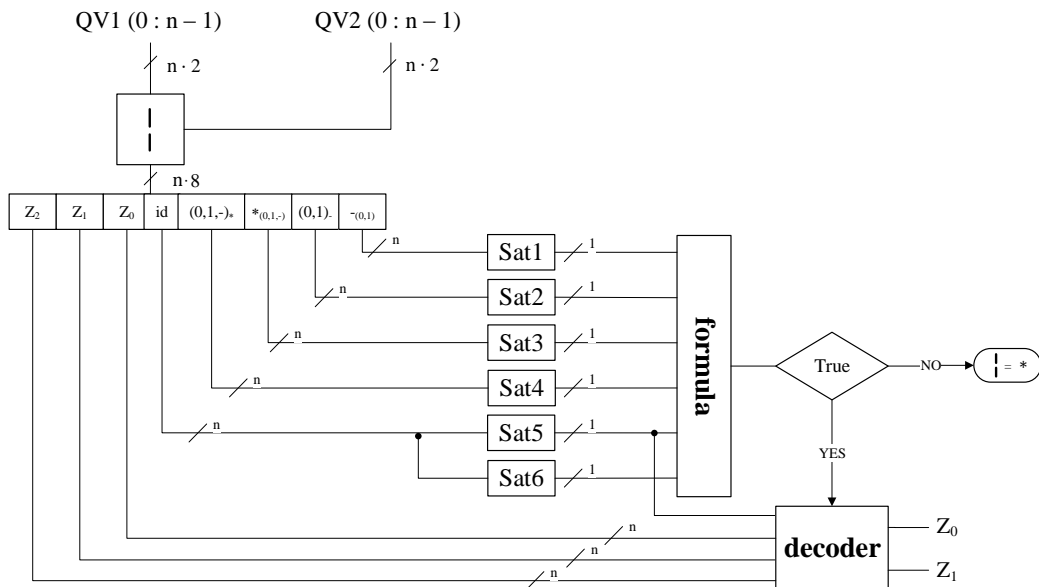 QV1 (0 : n – 1) QV2 (0 : n – 1)
n · 2 n · 2
n·8
Z₂ Z₁ Z₀ id (0,1,-)* *(0,1,-) (0,1)- -(0,1)
n Sat1 1
n Sat2 1
n Sat3 1
n Sat4 1
n Sat5 1
Sat6 1
formula
True
NO
¦ = *
YES
n
n
n
decoder
Z₀
Z₁